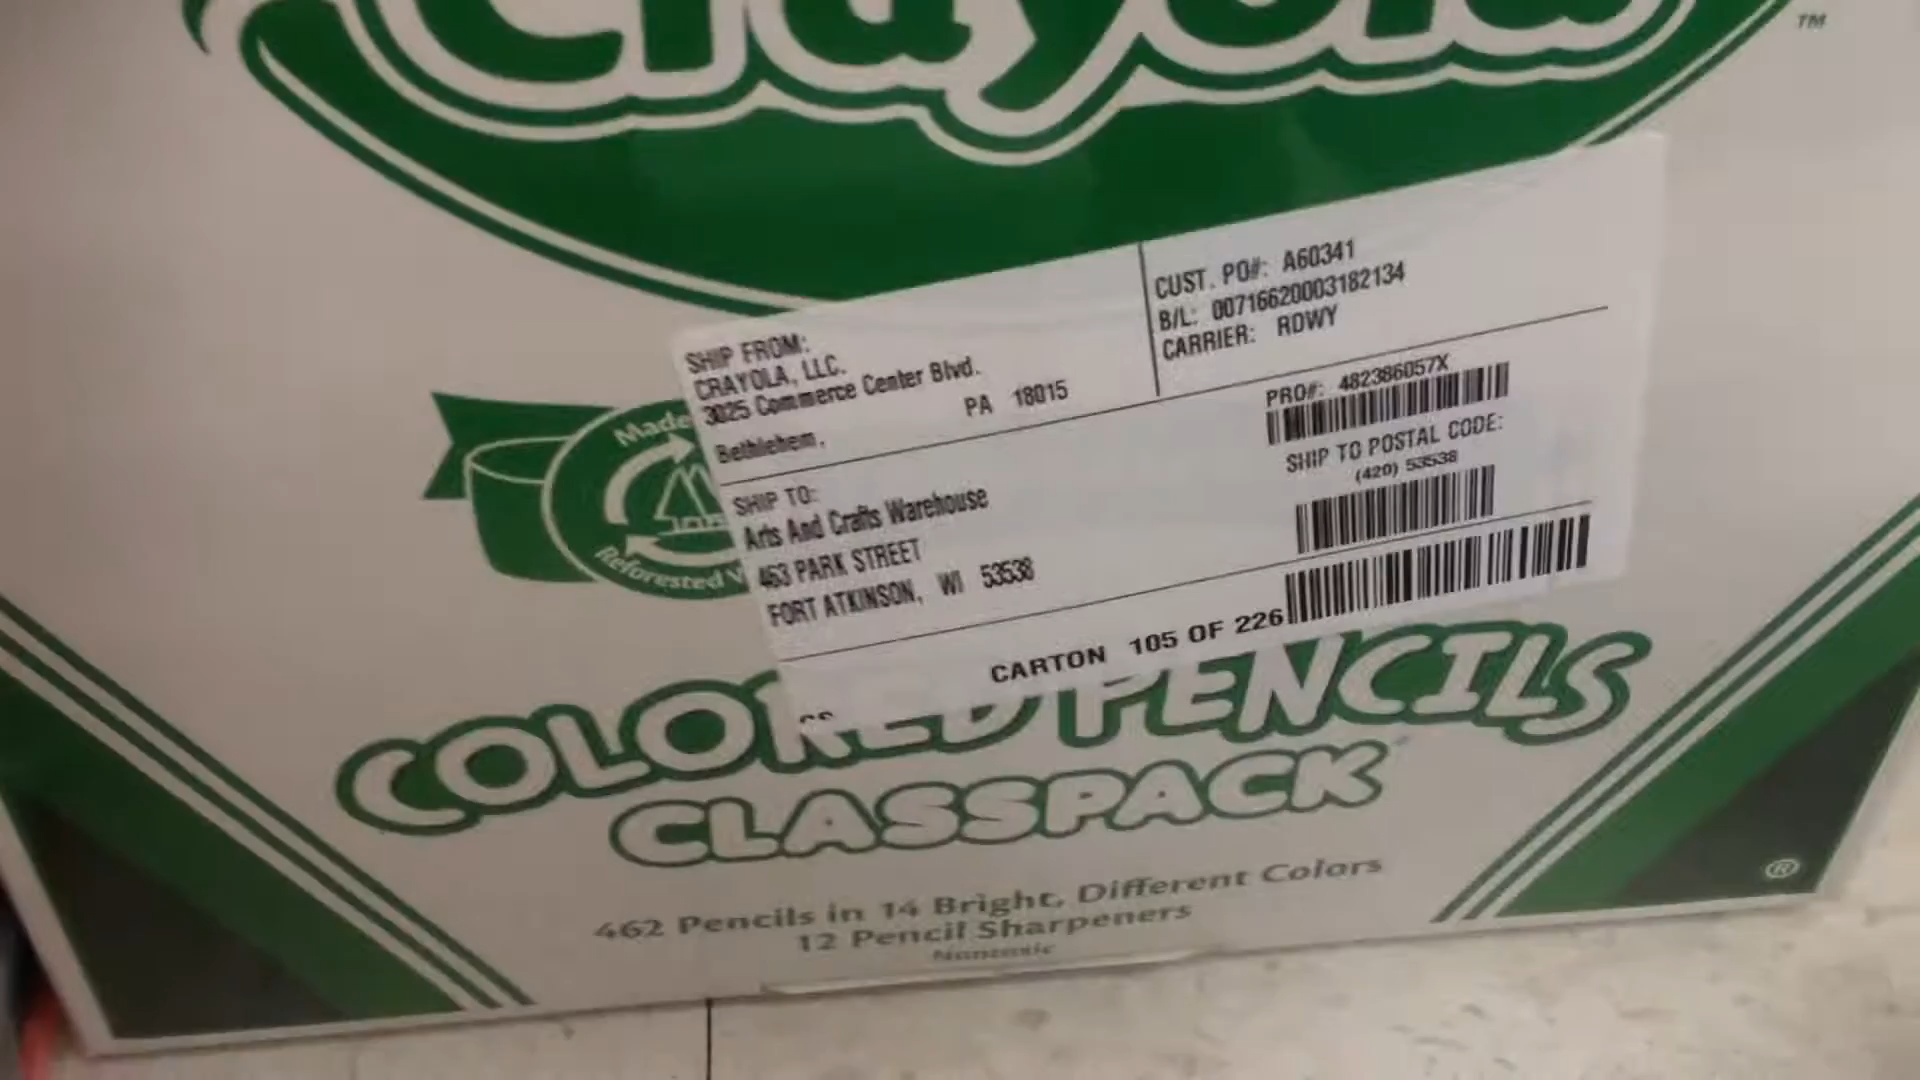 Crayola
TM
SHIP FROM:
CRAYOLA, LLC.
3025 Commerce Center Blvd.
Bethlehem, PA 18015
CUST. PO#: A60341
B/L: 00716620003182134
CARRIER: RDWY
SHIP TO:
Arts And Crafts Warehouse
463 PARK STREET
FORT ATKINSON, WI 53538
PRO#: 482386057X
SHIP TO POSTAL CODE:
(420) 53538
CARTON 105 OF 226
Made
Reforested
COLORED PENCILS
CLASSPACK
462 Pencils in 14 Bright, Different Colors
12 Pencil Sharpeners
Nontoxic
®